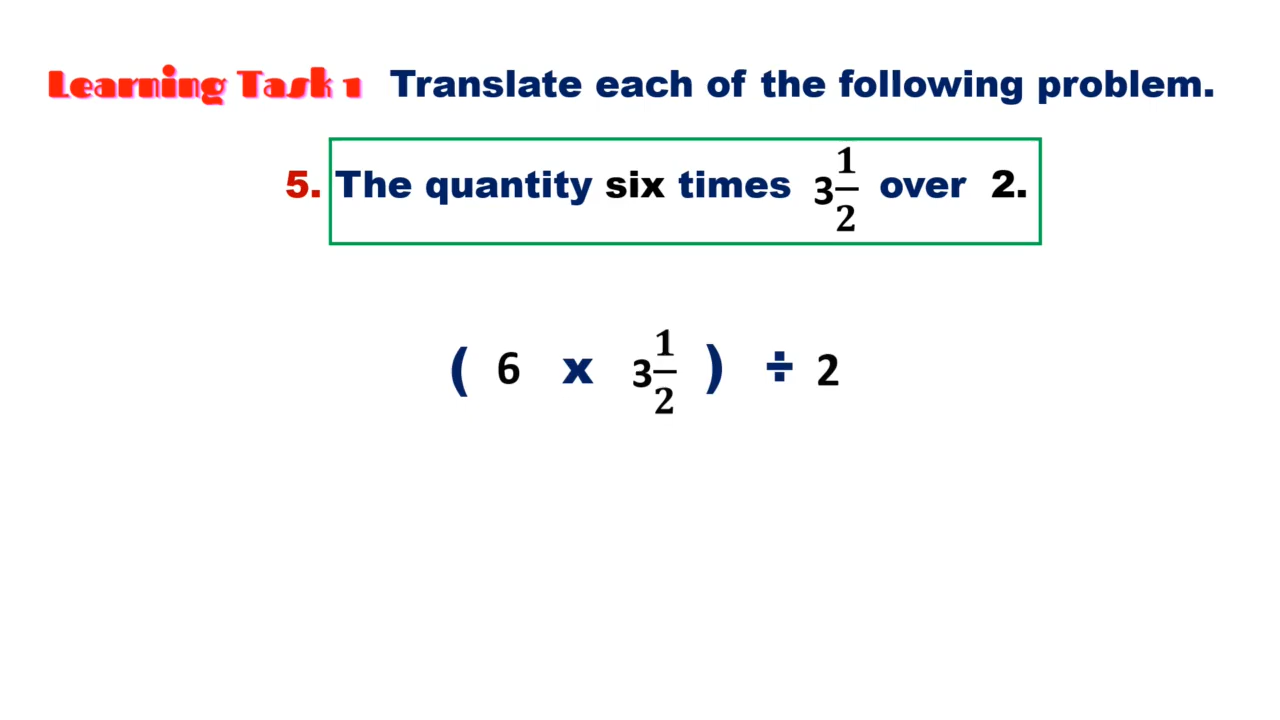 Learning Task 1 Translate each of the following problem.
5. The quantity six times 3 1/2 over 2.
( 6 x 3 1/2 ) ÷ 2